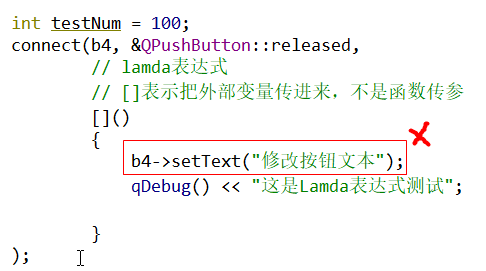 int testNum = 100;
connect(b4, &QPushButton::released,
// lamda表达式
// []表示把外部变量传进来，不是函数传参
[]()
{
b4->setText("修改按钮文本");
qDebug() << "这是Lamda表达式测试";
}
);